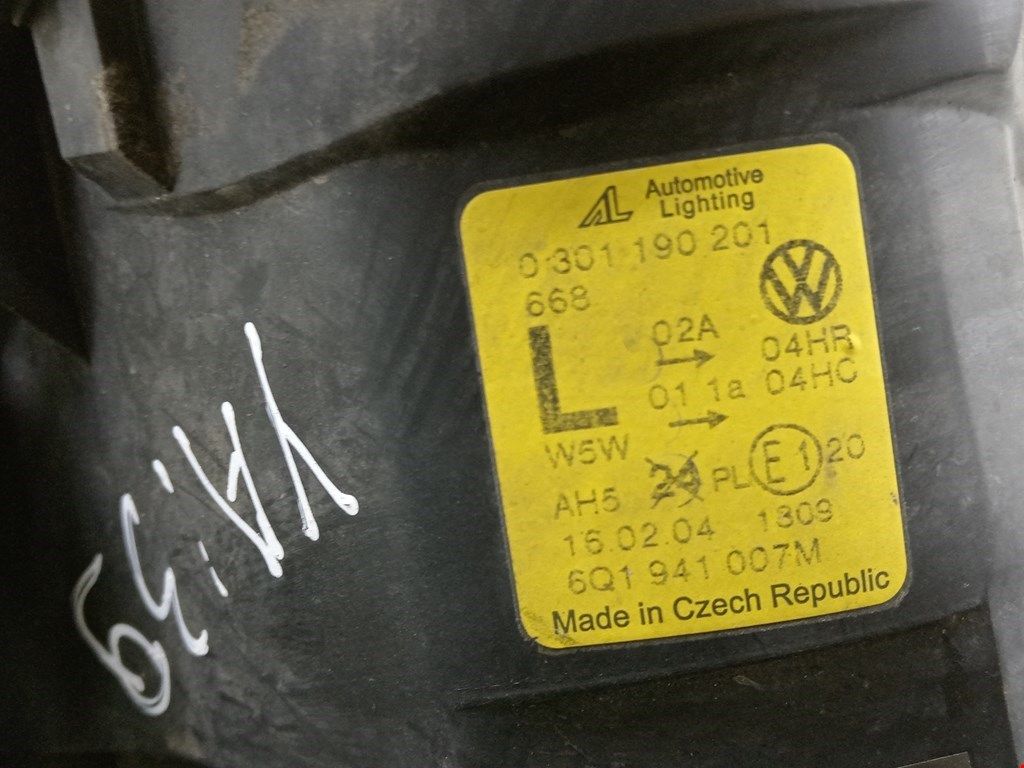 Automotive
Lighting
0 301 190 201
668
L
02A
04HR
01 1a 04HC
W5W
AH5 PL E1 20
16.02.04 1309
6Q1 941 007M
Made in Czech Republic